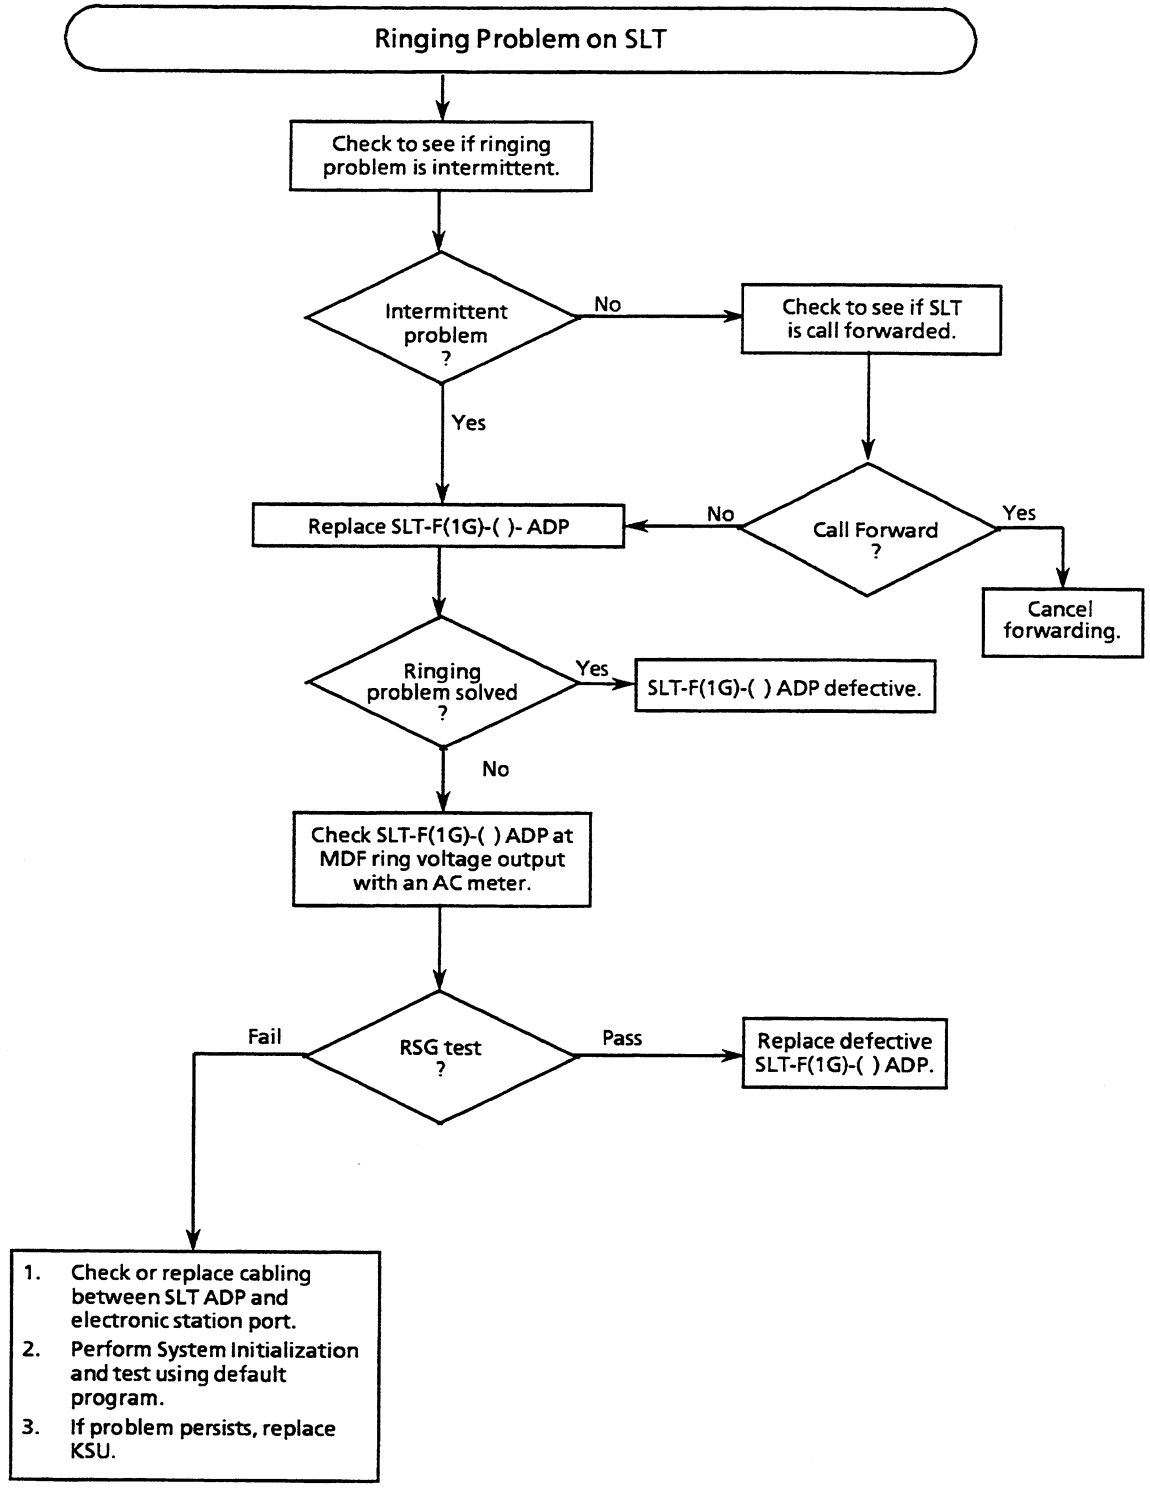 Ringing Problem on SLT
Check to see if ringing
problem is intermittent.
Intermittent
problem
?
No
Check to see if SLT
is call forwarded.
Yes
Replace SLT-F(1G)-( )- ADP
No
Call Forward
?
Yes
Cancel
forwarding.
Ringing
problem solved
?
Yes
SLT-F(1G)-( ) ADP defective.
No
Check SLT-F(1G)-( ) ADP at
MDF ring voltage output
with an AC meter.
Fail
RSG test
?
Pass
Replace defective
SLT-F(1G)-( ) ADP.
1. Check or replace cabling
between SLT ADP and
electronic station port.
2. Perform System Initialization
and test using default
program.
3. If problem persists, replace
KSU.